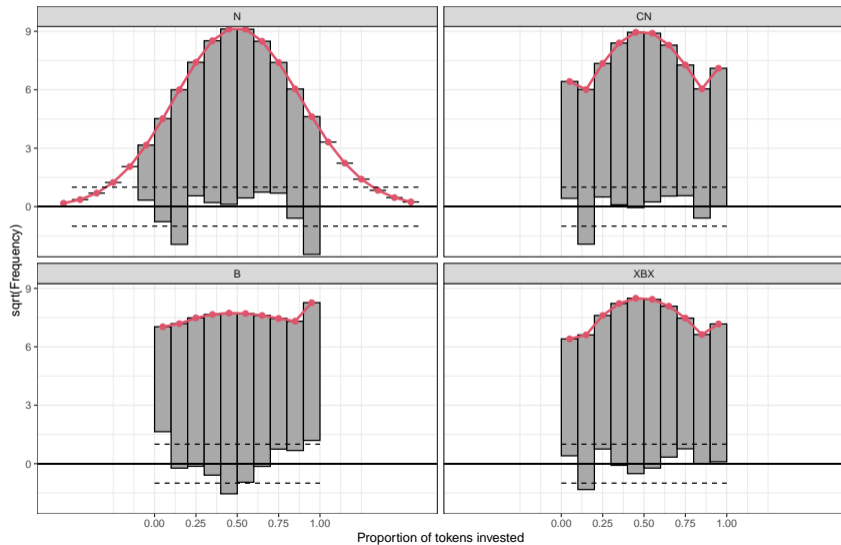 N
CN
9
6
3
0
sqrt(Frequency)
B
XBX
9
6
3
0
0.00 0.25 0.50 0.75 1.00 0.00 0.25 0.50 0.75 1.00
Proportion of tokens invested